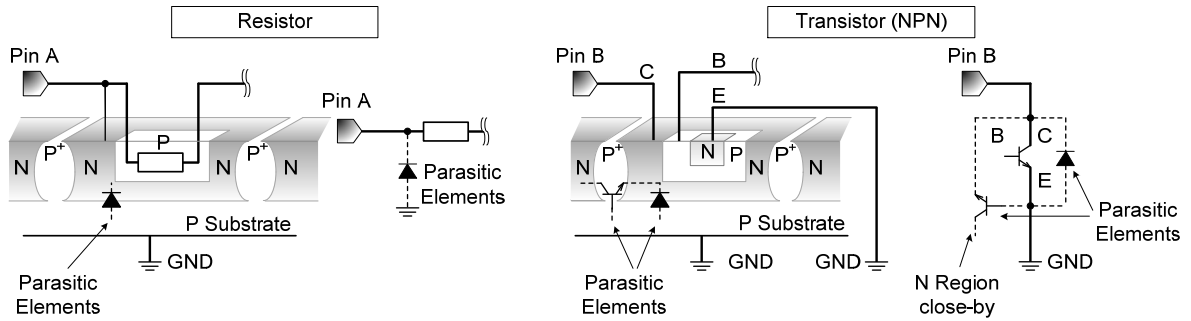 Resistor
Transistor (NPN)
Pin A
Pin B
C
B
E
Pin B
Pin A
N
P+
N
P
P+
N
N
P+
N
N
P
P+
N
B
C
E
Parasitic
Elements
P Substrate
P Substrate
GND
GND
GND
GND
Parasitic
Elements
Parasitic
Elements
Parasitic
Elements
N Region
close-by